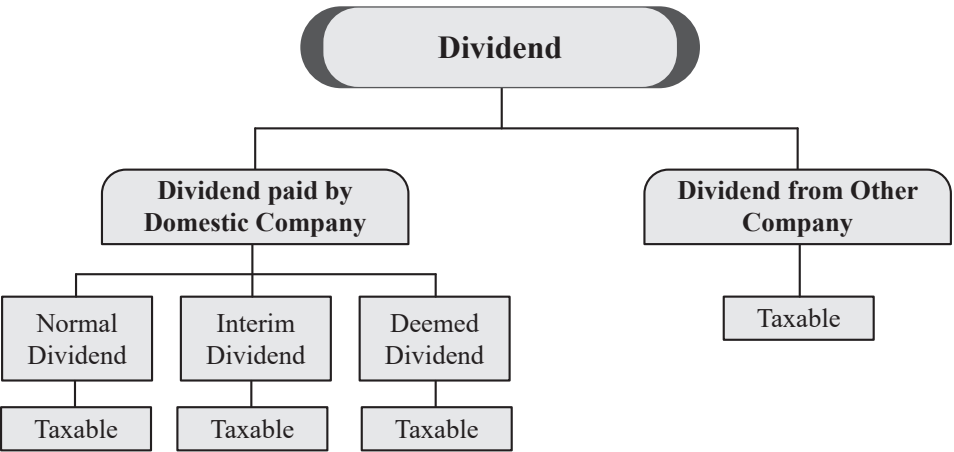 Dividend
Dividend paid by
Domestic Company
Dividend from Other
Company
Normal
Dividend
Interim
Dividend
Deemed
Dividend
Taxable
Taxable
Taxable
Taxable